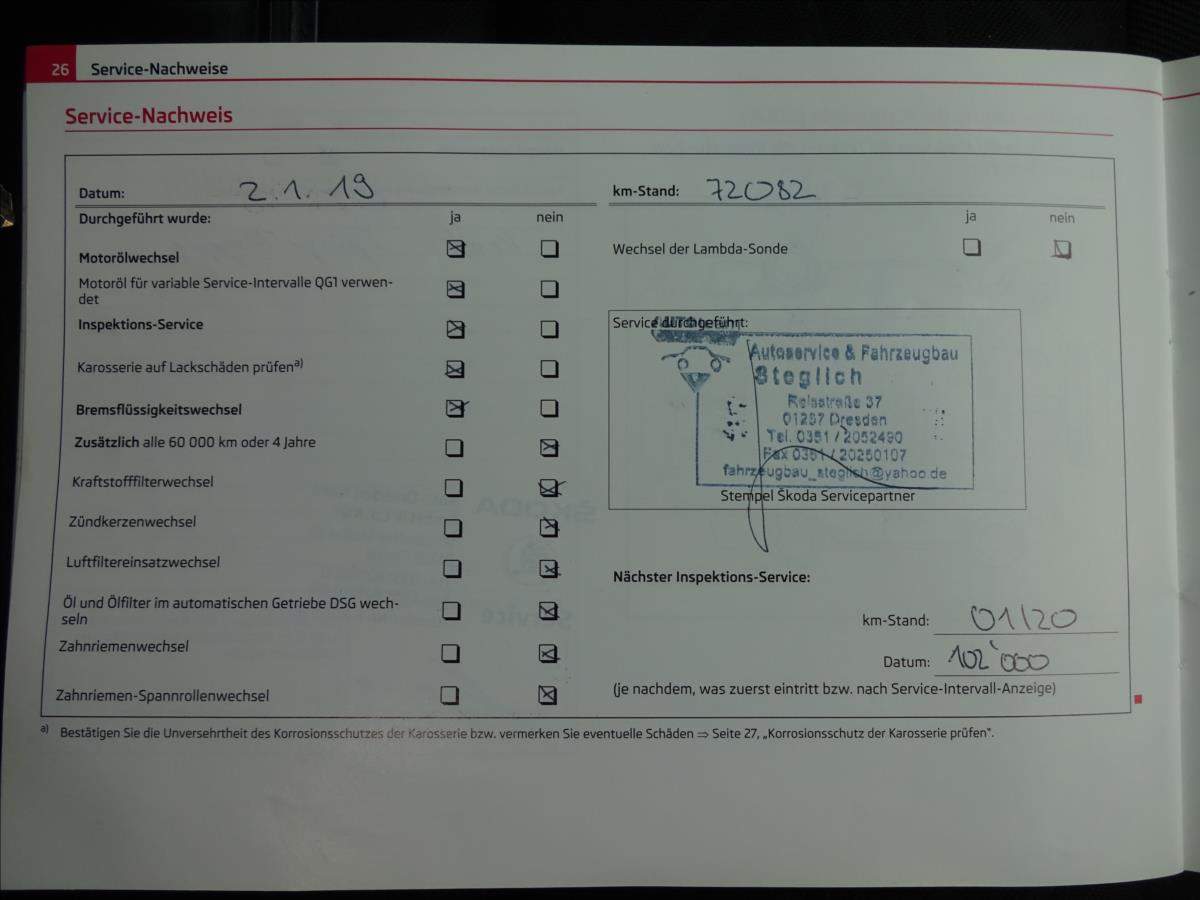 26 Service-Nachweise
Service-Nachweis
Datum: 2.1.19
km-Stand: 72082
Durchgeführt wurde: ja nein
ja nein
Motorölwechsel
Wechsel der Lambda-Sonde
Motoröl für variable Service-Intervalle QG1 verwen-
det
Inspektions-Service
Karosserie auf Lackschäden prüfena)
Bremsflüssigkeitswechsel
Zusätzlich alle 60 000 km oder 4 Jahre
Kraftstofffilterwechsel
Zündkerzenwechsel
Luftfiltereinsatzwechsel
Öl und Ölfilter im automatischen Getriebe DSG wech-
seln
Zahnriemenwechsel
Zahnriemen-Spannrollenwechsel
Service durchgeführt:
Autoservice & Fahrzeugbau
Steglich
37
01287 Dresden
Tel. 0351 / 2052490
Fax 0351 / 20250107
fahrzeugbau_steglich@yahoo.de
Stempel Škoda Servicepartner
Nächster Inspektions-Service:
km-Stand: 01/20
Datum: 102'000
(je nachdem, was zuerst eintritt bzw. nach Service-Intervall-Anzeige)
a) Bestätigen Sie die Unversehrtheit des Korrosionsschutzes der Karosserie bzw. vermerken Sie eventuelle Schäden ⇒ Seite 27, „Korrosionsschutz der Karosserie prüfen“.